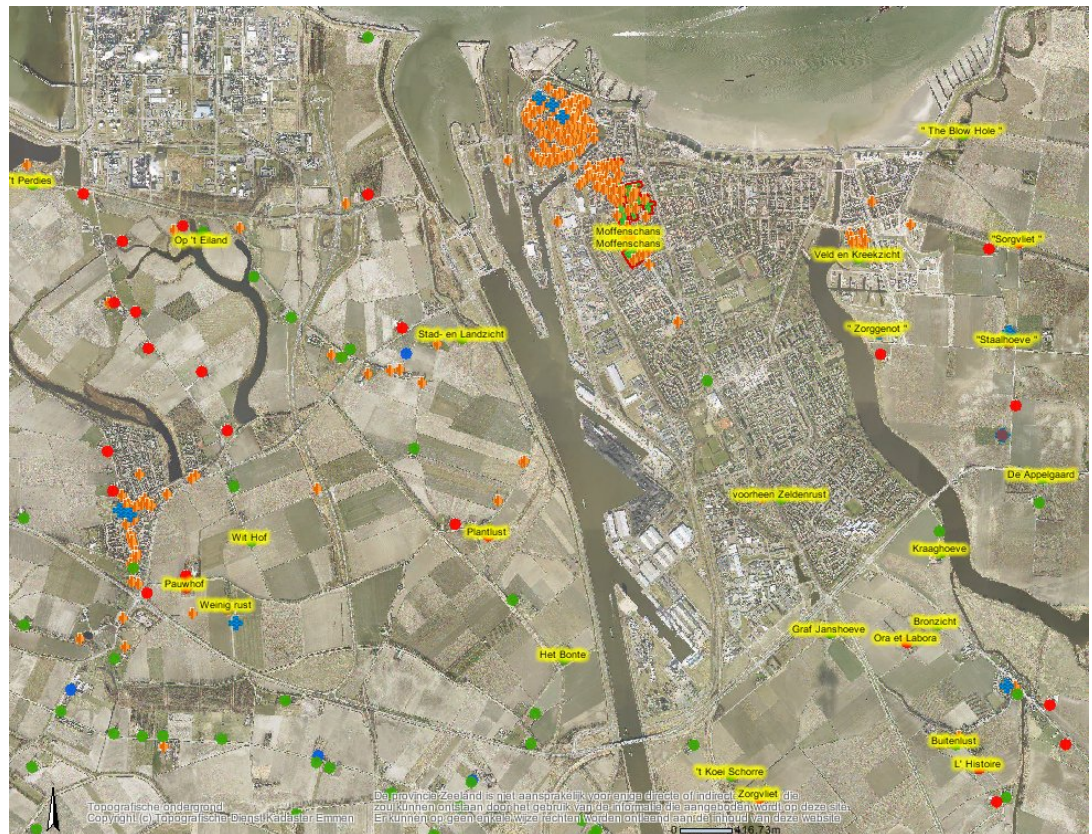 " The Blow Hole "
't Perdies
Moffenschans
Op 't Eiland
Moffenschans
"Sorgvliet "
Veld en Kreekzicht
Stad- en Landzicht
" Zorggenot "
"Staalhoeve "
De Appelgaard
voorheen Zeldenrust
Plantlust
Wit Hof
Kraaghoeve
Pauwhof
Weinig rust
Bronzicht
Graf Janshoeve
Ora et Labora
Het Bonte
Buitenlust
L' Histoire
't Koei Schorre
Zorgvliet
De provincie Zeeland is niet aansprakelijk voor enige directe of indirect die
Topografische ondergrond
zou kunnen ontstaan door het gebruik van de informatie die aangeboden wordt op deze site.
Copyright (c) Topografische Dienst Kadaster Emmen
Er kunnen op geen enkele wijze rechten worden ontleend aan de inhoud van deze website
0 416.73m